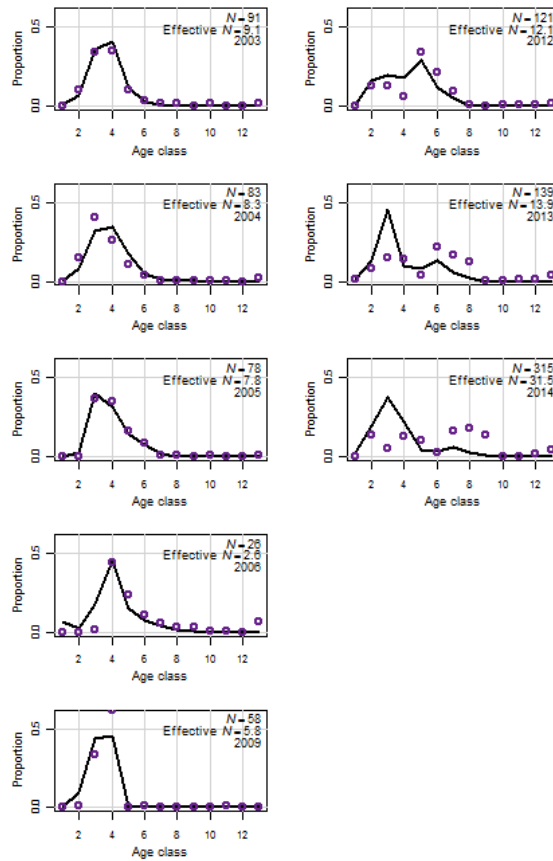 N = 91
Effective N = 9.1
2003
Proportion
0.5
0.0
2 4 6 8 10 12
Age class
N = 83
Effective N = 8.3
2004
Proportion
0.5
0.0
2 4 6 8 10 12
Age class
N = 78
Effective N = 7.8
2005
Proportion
0.5
0.0
2 4 6 8 10 12
Age class
N = 26
Effective N = 2.6
2006
Proportion
0.5
0.0
2 4 6 8 10 12
Age class
N = 58
Effective N = 5.8
2009
Proportion
0.5
0.0
2 4 6 8 10 12
Age class
N = 121
Effective N = 12.1
2012
Proportion
0.5
0.0
2 4 6 8 10 12
Age class
N = 139
Effective N = 13.9
2013
Proportion
0.5
0.0
2 4 6 8 10 12
Age class
N = 315
Effective N = 31.5
2014
Proportion
0.5
0.0
2 4 6 8 10 12
Age class